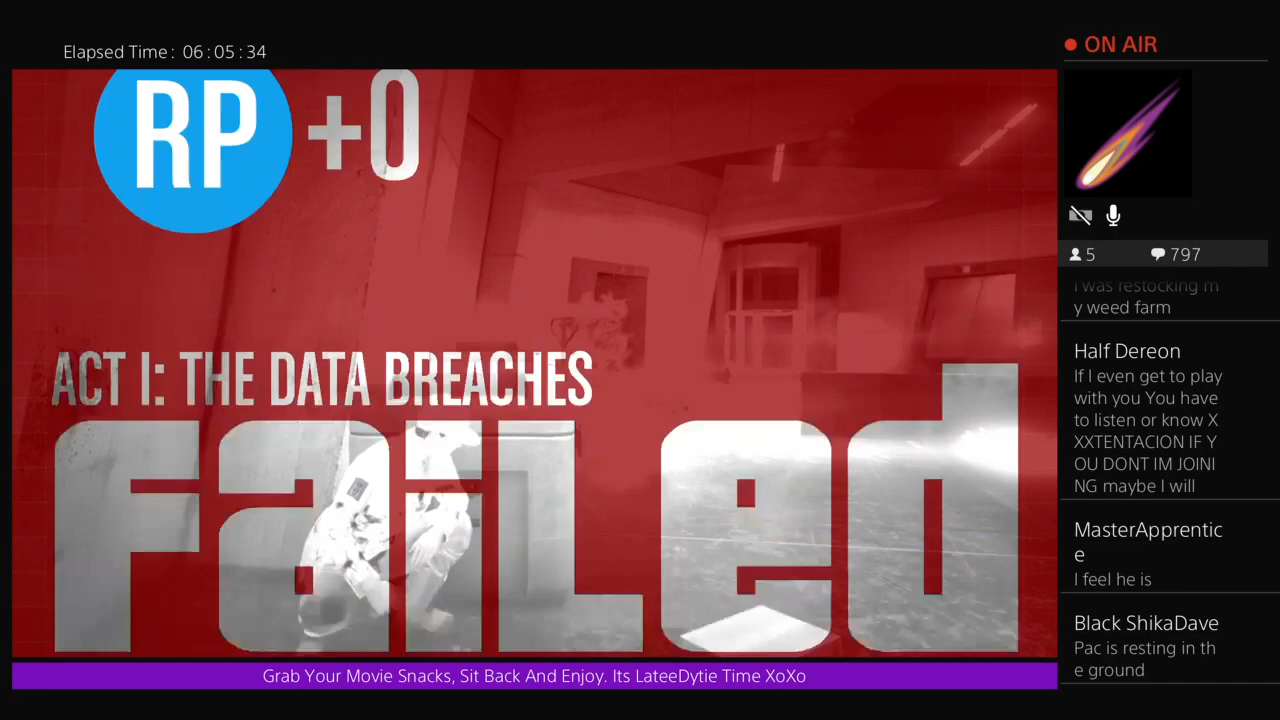 Elapsed Time: 06:05:34
ON AIR
RP +0
5 797
I was restocking m
y weed farm
ACT I: THE DATA BREACHES
FaiLed
Half Dereon
If I even get to play
with you You have
to listen or know X
XXTENTACION IF Y
OU DONT IM JOINI
NG maybe I will
MasterApprentic
e
I feel he is
Black ShikaDave
Pac is resting in th
e ground
Grab Your Movie Snacks, Sit Back And Enjoy. Its LateeDytie Time XoXo